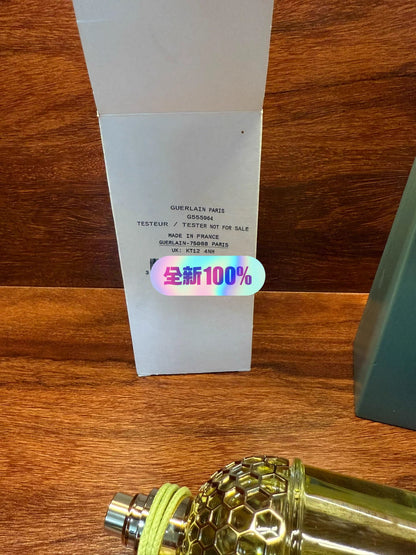 GUERLAIN PARIS
G555964
TESTEUR / TESTER NOT FOR SALE
MADE IN FRANCE
GUERLAIN-75008 PARIS
UK: KT12 4NH
3
全新100%